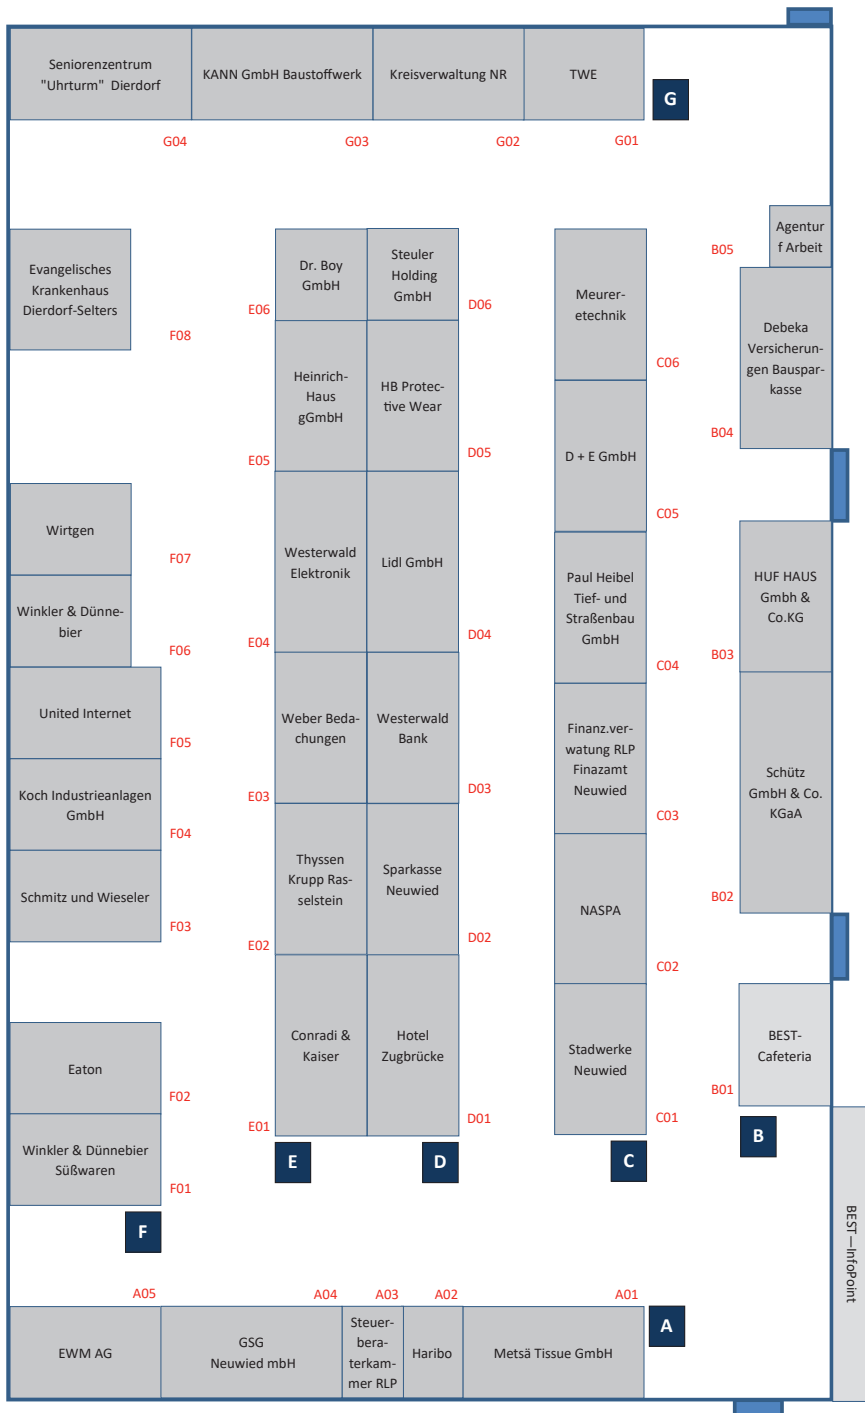 Seniorenzentrum
"Uhrturm"  Dierdorf
KANN GmbH Baustoffwerk
Kreisverwaltung NR
TWE
G
G04
G03
G02
G01
Evangelisches
Krankenhaus
Dierdorf-Selters
F08
Wirtgen
F07
Winkler & Dünne-
bier
F06
United Internet
F05
Koch Industrieanlagen
GmbH
F04
Schmitz und Wieseler
F03
Eaton
F02
Winkler & Dünnebier
Süßwaren
F01
F
Dr. Boy
GmbH
E06
Heinrich-
Haus
gGmbH
E05
Westerwald
Elektronik
E04
Weber Beda-
chungen
E03
Thyssen
Krupp Ras-
selstein
E02
Conradi &
Kaiser
E01
E
Steuler
Holding
GmbH
D06
HB Protec-
tive Wear
D05
Lidl GmbH
D04
Westerwald
Bank
D03
Sparkasse
Neuwied
D02
Hotel
Zugbrücke
D01
D
Meurer-
etechnik
C06
D + E GmbH
C05
Paul Heibel
Tief- und
Straßenbau
GmbH
C04
Finanz.ver-
watung RLP
Finazamt
Neuwied
C03
NASPA
C02
Stadwerke
Neuwied
C01
C
Agentur
f Arbeit
B05
Debeka
Versicherun-
gen Bauspar-
kasse
B04
HUF HAUS
Gmbh &
Co.KG
B03
Schütz
GmbH & Co.
KGaA
B02
BEST-
Cafeteria
B01
B
BEST —InfoPoint
A05
A04
A03
A02
A01
EWM AG
GSG
Neuwied mbH
Steuer-
bera-
terkam-
mer RLP
Haribo
Metsä Tissue GmbH
A